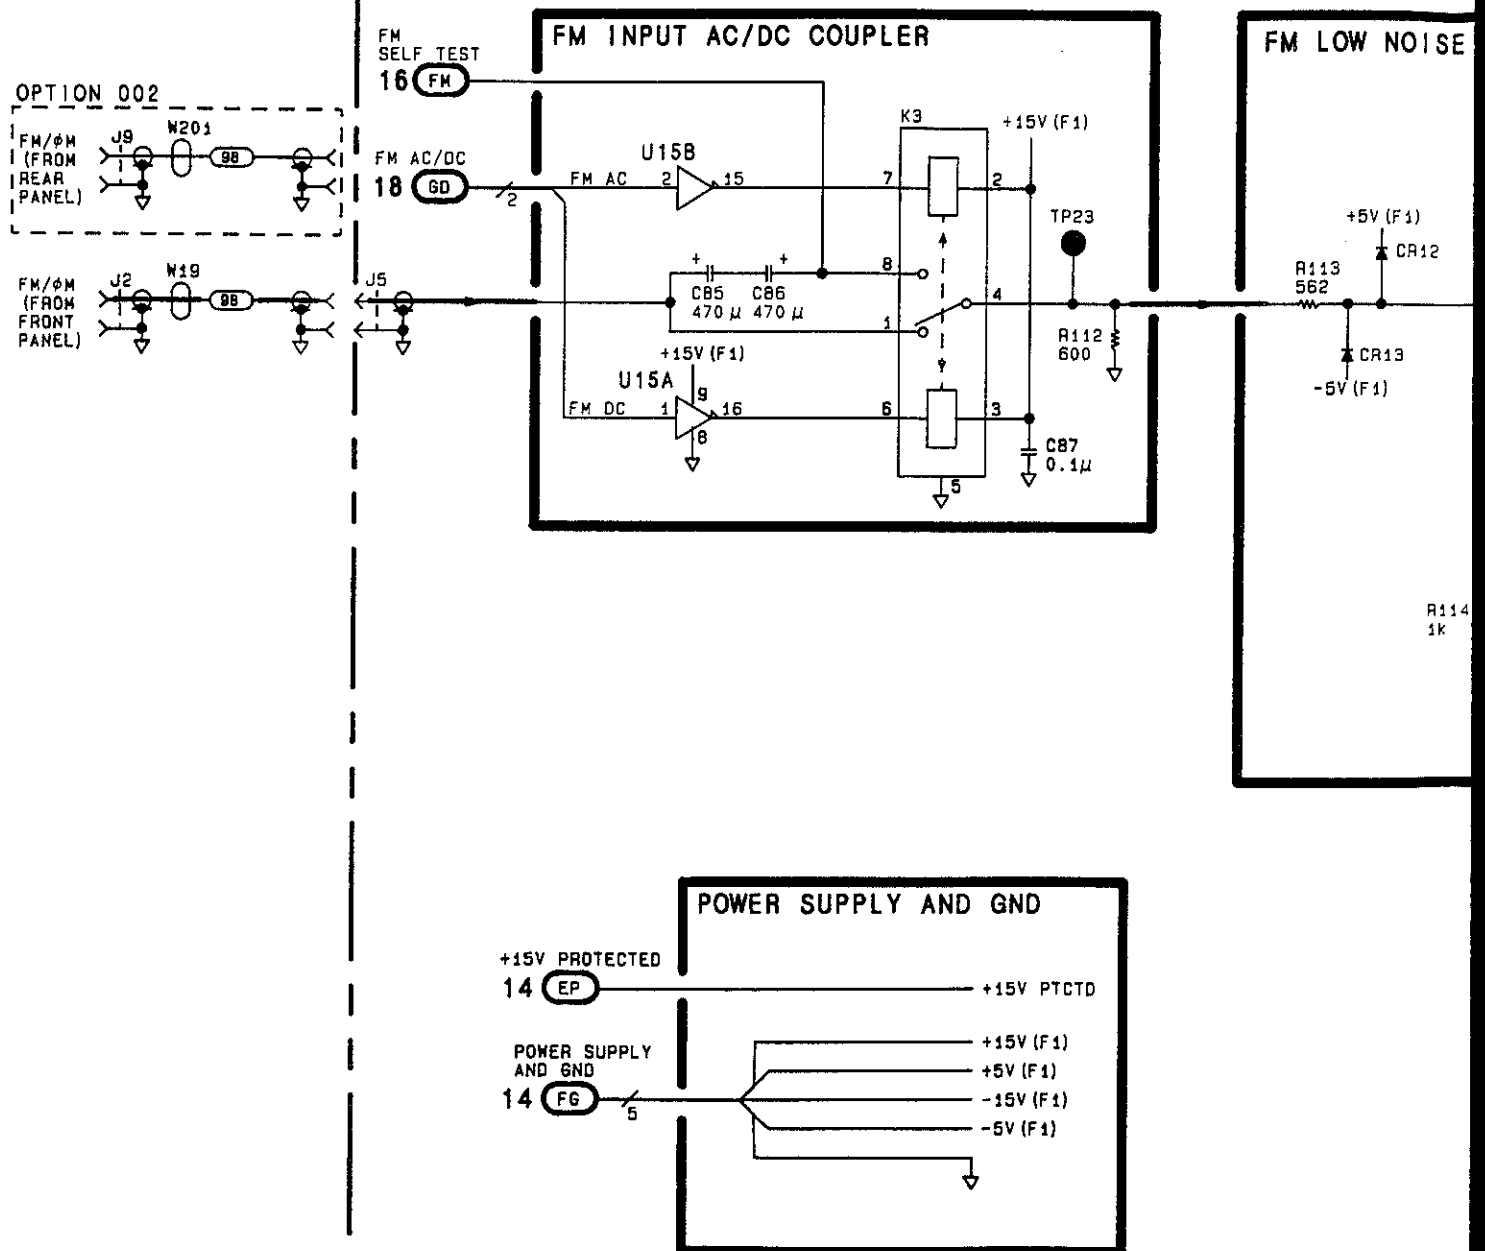 OPTION 002
FM/øM
(FROM
REAR
PANEL)
J9
W201
98
FM/øM
(FROM
FRONT
PANEL)
J2
W19
98
J5
FM
SELF TEST
16 FM
FM AC/DC
18 GD
2
FM INPUT AC/DC COUPLER
FM AC
U15B
2
15
K3
7
2
+15V (F1)
TP23
8
+
+
C85
470 µ
C86
470 µ
4
1
R112
600
+15V (F1)
U15A
FM DC
1
9
16
8
6
3
C87
0.1µ
5
FM LOW NOISE
+5V (F1)
CR12
R113
562
CR13
-5V (F1)
R114
1K
POWER SUPPLY AND GND
+15V PROTECTED
14 EP
+15V PTCTD
POWER SUPPLY
AND GND
14 FG
5
+15V (F1)
+5V (F1)
-15V (F1)
-5V (F1)